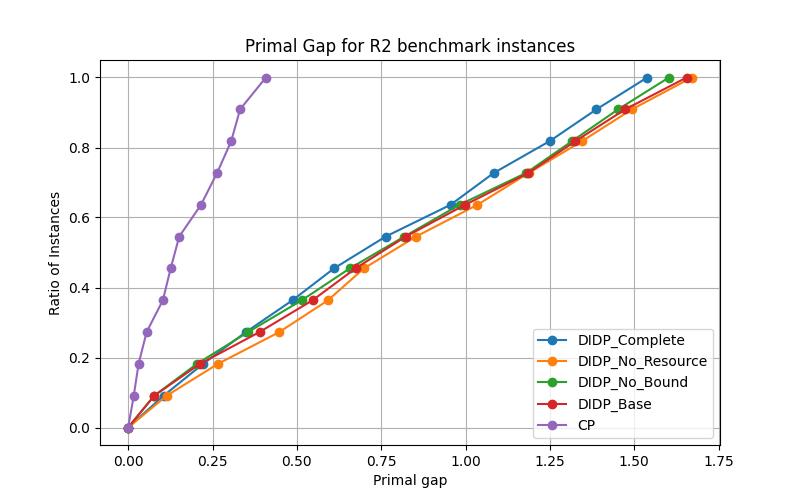 Primal Gap for R2 benchmark instances
Ratio of Instances
1.0
0.8
0.6
0.4
0.2
0.0
DIDP_Complete
DIDP_No_Resource
DIDP_No_Bound
DIDP_Base
CP
0.00 0.25 0.50 0.75 1.00 1.25 1.50 1.75
Primal gap